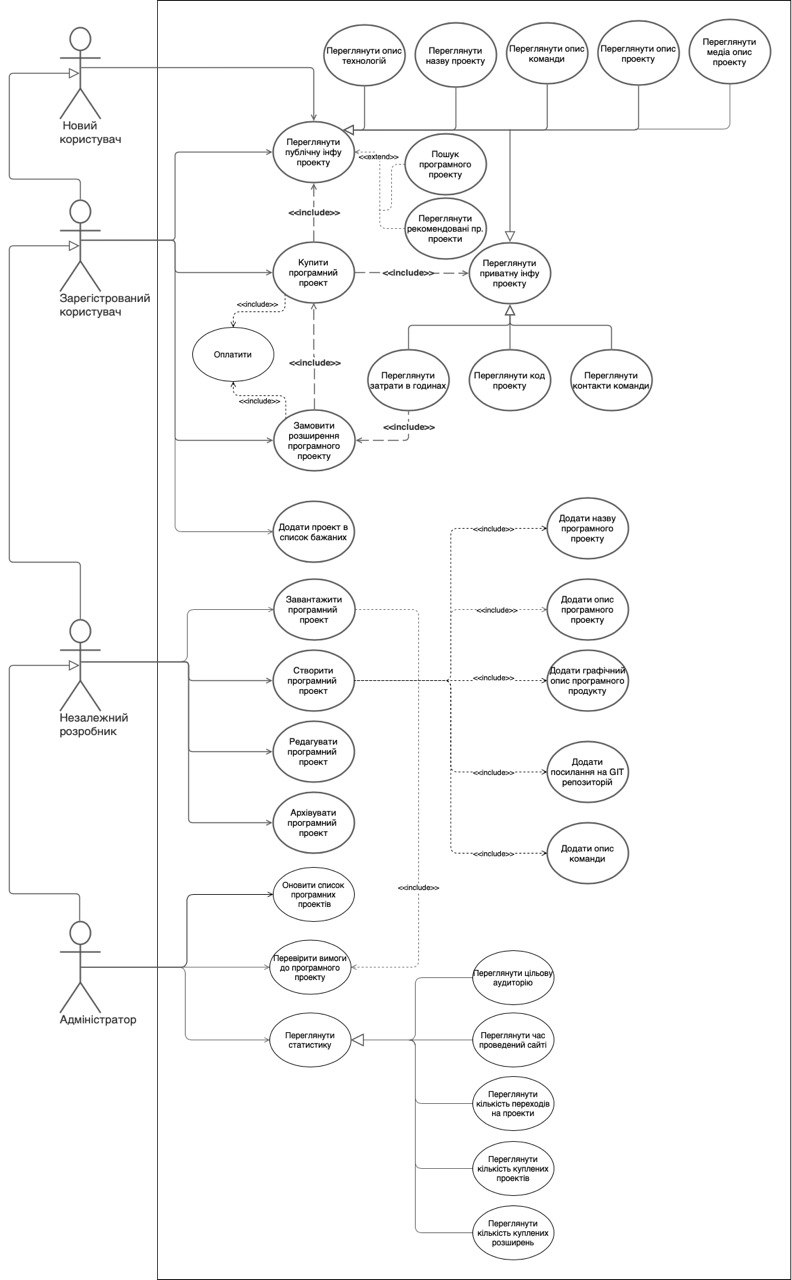 Переглянути опис
технологій
Переглянути
назву проекту
Переглянути опис
команди
Переглянути опис
проекту
Переглянути
медіа опис
проекту
Новий
користувач
Переглянути
публічну інфу
проекту
<<extend>>
Пошук
програмного
проекту
Переглянути
рекомендовані пр.
проекти
<<include>>
Зарегістрований
користувач
Купити
програмний
проект
<<include>>
Переглянути
приватну інфу
проекту
<<include>>
Оплатити
<<include>>
<<include>>
Переглянути
затрати в годинах
Переглянути код
проекту
Переглянути
контакти команди
Замовити
розширення
програмного
проекту
<<include>>
Додати проект в
список бажаних
<<include>>
Додати назву
програмного
проекту
Завантажити
програмний
проект
<<include>>
Додати опис
програмного
проекту
Незалежний
розробник
Створити
програмний
проект
<<include>>
Додати графічний
опис програмного
продукту
Редагувати
програмний
проект
<<include>>
Додати
посилання на GIT
репозиторій
Архівувати
програмний
проект
<<include>>
Додати опис
команди
Оновити список
програмних
проектів
<<include>>
Адміністратор
Перевірити вимоги
до програмного
проекту
Переглянути цільову
аудиторію
Переглянути
статистику
Переглянути час
проведений сайті
Переглянути
кількість переходів
на проекти
Переглянути
кількість куплених
проектів
Переглянути
кількість куплених
розширень